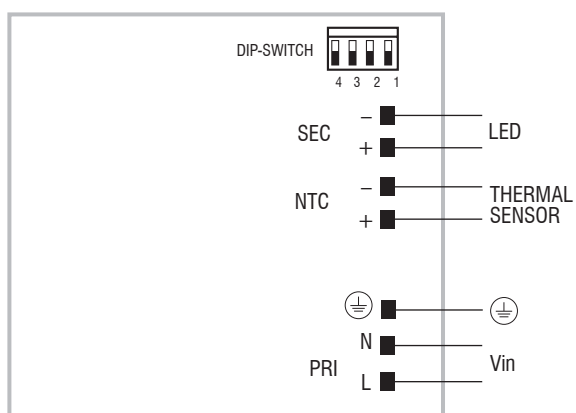 DIP-SWITCH
4 3 2 1
−
SEC
LED
+
−
NTC
THERMAL
SENSOR
+
N
PRI
Vin
L